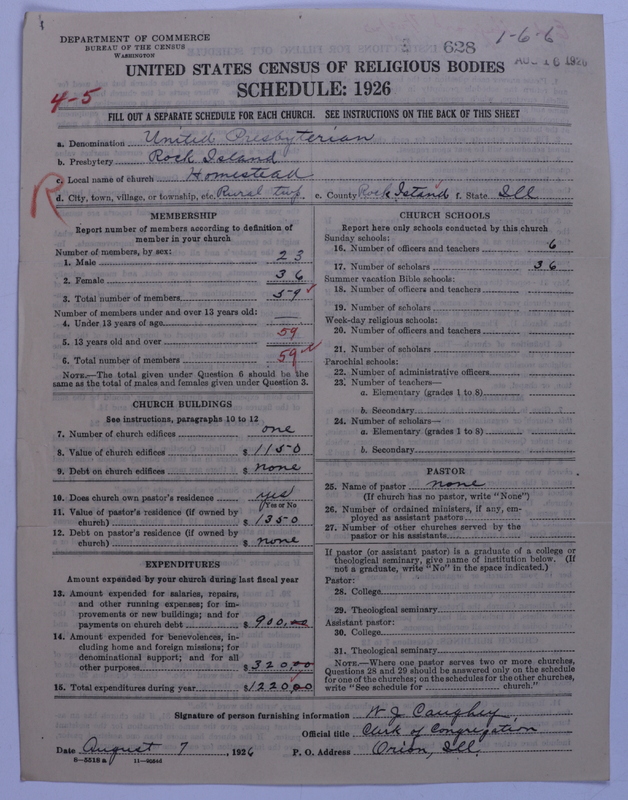 DEPARTMENT OF COMMERCE
BUREAU OF THE CENSUS
WASHINGTON
628
1-6-6
AUG 16 1926
UNITED STATES CENSUS OF RELIGIOUS BODIES
SCHEDULE: 1926
4-5
FILL OUT A SEPARATE SCHEDULE FOR EACH CHURCH. SEE INSTRUCTIONS ON THE BACK OF THIS SHEET
a. Denomination United Presbyterian
b. Presbytery Rock Island
c. Local name of church Homestead
R
d. City, town, village, or township, etc. Rural twp e. County Rock Island f. State Ill
MEMBERSHIP
Report number of members according to definition of
member in your church
Number of members, by sex:
1. Male 23
2. Female 36
3. Total number of members 59
Number of members under and over 13 years old:
4. Under 13 years of age
5. 13 years old and over 59
6. Total number of members 59
NOTE.—The total given under Question 6 should be the
same as the total of males and females given under Question 3.
CHURCH BUILDINGS
See instructions, paragraphs 10 to 12
7. Number of church edifices one
8. Value of church edifices $ 1150
9. Debt on church edifices $ none
10. Does church own pastor's residence yes
Yes or No
11. Value of pastor's residence (if owned by
church) $ 1350
12. Debt on pastor's residence (if owned by
church) $ none
EXPENDITURES
Amount expended by your church during last fiscal year
13. Amount expended for salaries, repairs,
and other running expenses; for im-
provements or new buildings; and for
payments on church debt $ 900.00
14. Amount expended for benevolences, in-
cluding home and foreign missions; for
denominational support; and for all
other purposes $ 320.00
15. Total expenditures during year $ 1220.00
CHURCH SCHOOLS
Report here only schools conducted by this church
Sunday schools:
16. Number of officers and teachers 6
17. Number of scholars 36
Summer vacation Bible schools:
18. Number of officers and teachers
19. Number of scholars
Week-day religious schools:
20. Number of officers and teachers
21. Number of scholars
Parochial schools:
22. Number of administrative officers
23. Number of teachers—
a. Elementary (grades 1 to 8)
b. Secondary
24. Number of scholars—
a. Elementary (grades 1 to 8)
b. Secondary
PASTOR
25. Name of pastor none
(If church has no pastor, write "None")
26. Number of ordained ministers, if any, em-
ployed as assistant pastors
27. Number of other churches served by the
pastor or his assistants
If pastor (or assistant pastor) is a graduate of a college or
theological seminary, give name of institution below. (If
not a graduate, write "No" in the space indicated.)
Pastor:
28. College
29. Theological seminary
Assistant pastor:
30. College
31. Theological seminary
NOTE.—Where one pastor serves two or more churches,
Questions 28 and 29 should be answered only on the schedule
for one of the churches; on the schedules for the other churches,
write "See schedule for church."
Signature of person furnishing information W J Caughey
Official title Clerk of Congregation
Date August 7, 1926 P. O. Address Orion, Ill.
6—5518 a